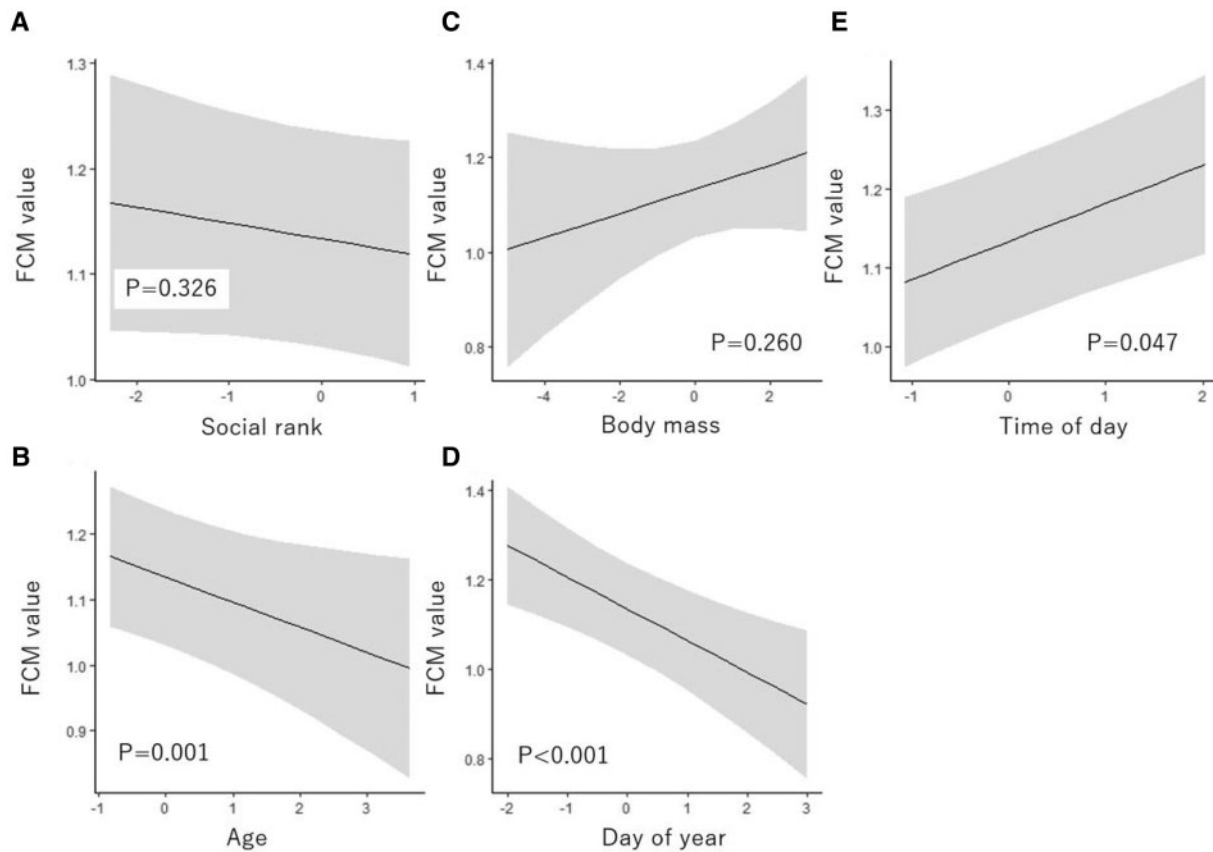 A
1.3
1.2
1.1
1.0
FCM value
P=0.326
-2
-1
0
1
Social rank
C
1.4
1.2
1.0
0.8
FCM value
P=0.260
-4
-2
0
2
Body mass
E
1.3
1.2
1.1
1.0
FCM value
P=0.047
-1
0
1
2
Time of day
B
1.2
1.1
1.0
0.9
FCM value
P=0.001
-1
0
1
2
3
Age
D
1.4
1.2
1.0
0.8
FCM value
P<0.001
-2
-1
0
1
2
3
Day of year